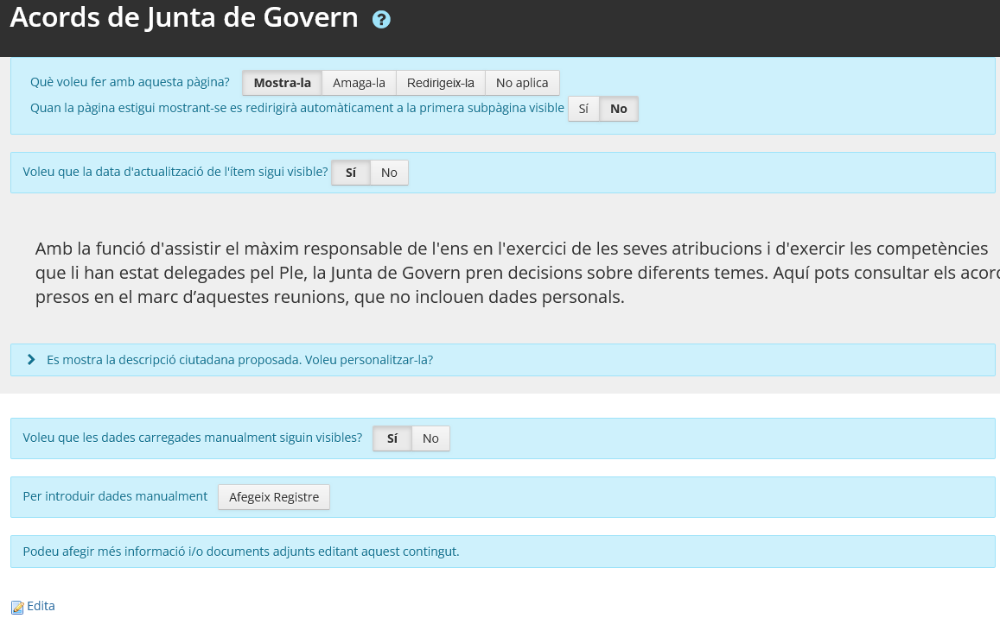 Acords de Junta de Govern ?
Què voleu fer amb aquesta pàgina? Mostra-la Amaga-la Redirigeix-la No aplica
Quan la pàgina estigui mostrant-se es redirigirà automàticament a la primera subpàgina visible Sí No
Voleu que la data d'actualització de l'ítem sigui visible? Sí No
Amb la funció d'assistir el màxim responsable de l'ens en l'exercici de les seves atribucions i d'exercir les competències
que li han estat delegades pel Ple, la Junta de Govern pren decisions sobre diferents temes. Aquí pots consultar els
presos en el marc d’aquestes reunions, que no inclouen dades personals.
Es mostra la descripció ciutadana proposada. Voleu personalitzar-la?
Voleu que les dades carregades manualment siguin visibles? Sí No
Per introduir dades manualment Afegeix Registre
Podeu afegir més informació i/o documents adjunts editant aquest contingut.
Edita